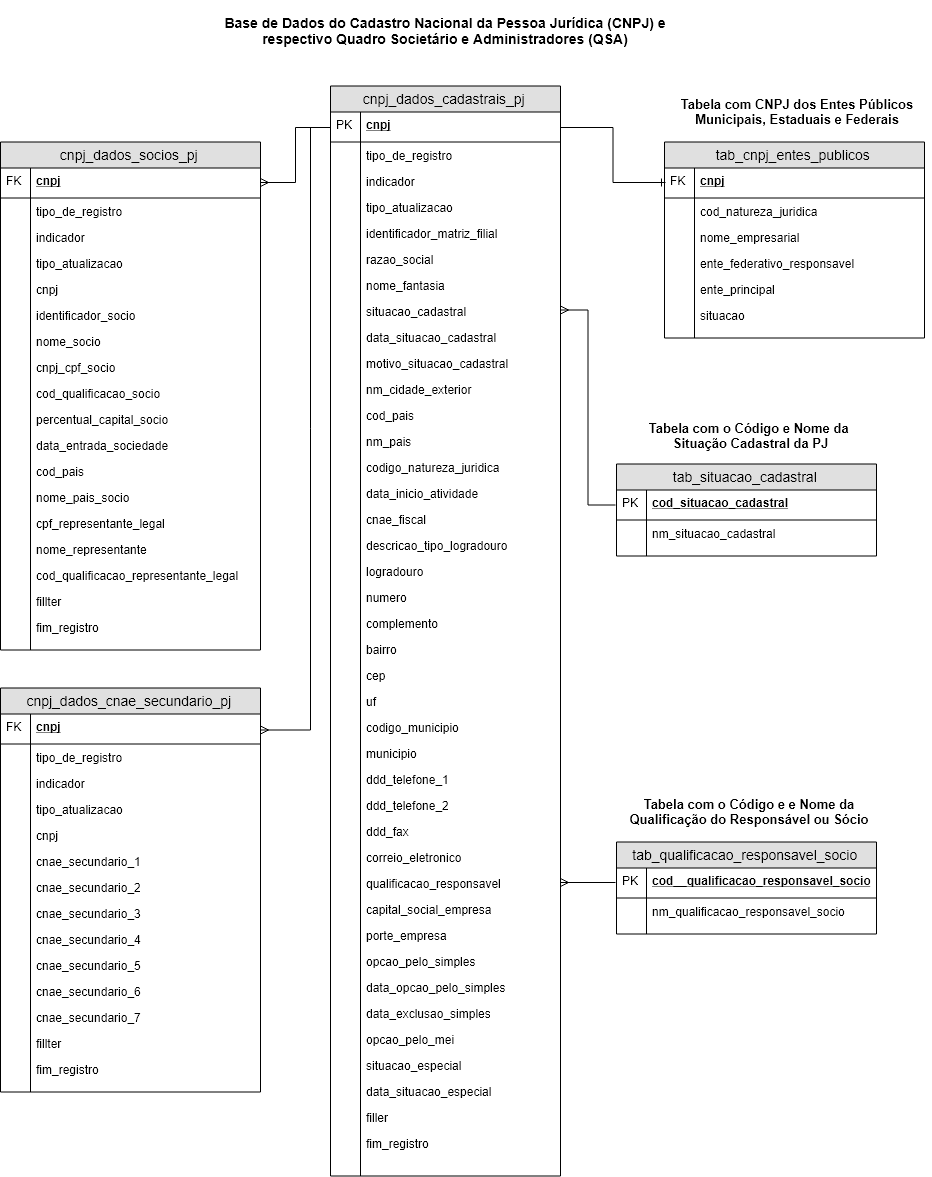 Base de Dados do Cadastro Nacional da Pessoa Jurídica (CNPJ) e
respectivo Quadro Societário e Administradores (QSA)
cnpj_dados_socios_pj
FK cnpj
tipo_de_registro
indicador
tipo_atualizacao
cnpj
identificador_socio
nome_socio
cnpj_cpf_socio
cod_qualificacao_socio
percentual_capital_socio
data_entrada_sociedade
cod_pais
nome_pais_socio
cpf_representante_legal
nome_representante
cod_qualificacao_representante_legal
fillter
fim_registro
cnpj_dados_cnae_secundario_pj
FK cnpj
tipo_de_registro
indicador
tipo_atualizacao
cnpj
cnae_secundario_1
cnae_secundario_2
cnae_secundario_3
cnae_secundario_4
cnae_secundario_5
cnae_secundario_6
cnae_secundario_7
fillter
fim_registro
cnpj_dados_cadastrais_pj
PK cnpj
tipo_de_registro
indicador
tipo_atualizacao
identificador_matriz_filial
razao_social
nome_fantasia
situacao_cadastral
data_situacao_cadastral
motivo_situacao_cadastral
nm_cidade_exterior
cod_pais
nm_pais
codigo_natureza_juridica
data_inicio_atividade
cnae_fiscal
descricao_tipo_logradouro
logradouro
numero
complemento
bairro
cep
uf
codigo_municipio
municipio
ddd_telefone_1
ddd_telefone_2
ddd_fax
correio_eletronico
qualificacao_responsavel
capital_social_empresa
porte_empresa
opcao_pelo_simples
data_opcao_pelo_simples
data_exclusao_simples
opcao_pelo_mei
situacao_especial
data_situacao_especial
filler
fim_registro
Tabela com CNPJ dos Entes Públicos
Municipais, Estaduais e Federais
tab_cnpj_entes_publicos
FK cnpj
cod_natureza_juridica
nome_empresarial
ente_federativo_responsavel
ente_principal
situacao
Tabela com o Código e Nome da
Situação Cadastral da PJ
tab_situacao_cadastral
PK cod_situacao_cadastral
nm_situacao_cadastral
Tabela com o Código e e Nome da
Qualificação do Responsável ou Sócio
tab_qualificacao_responsavel_socio
PK cod__qualificacao_responsavel_socio
nm_qualificacao_responsavel_socio